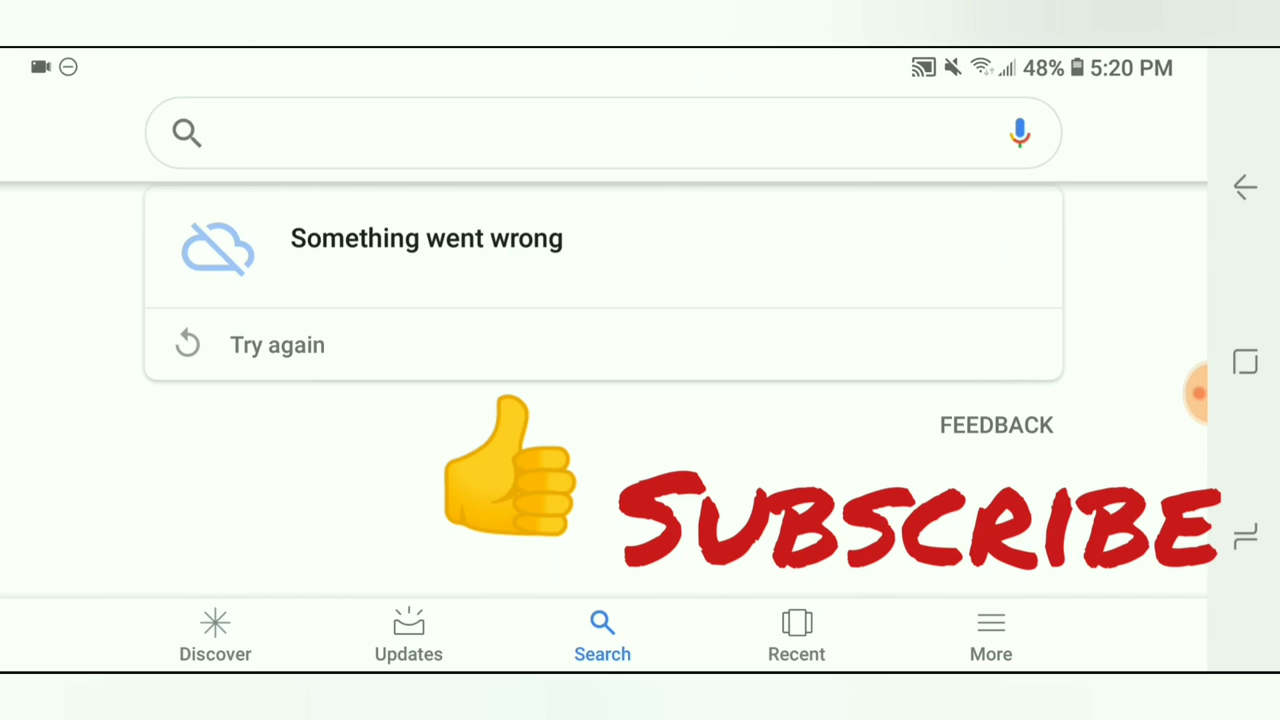 48% 5:20 PM
Something went wrong
Try again
FEEDBACK
SUBSCRIBE
Discover Updates Search Recent More